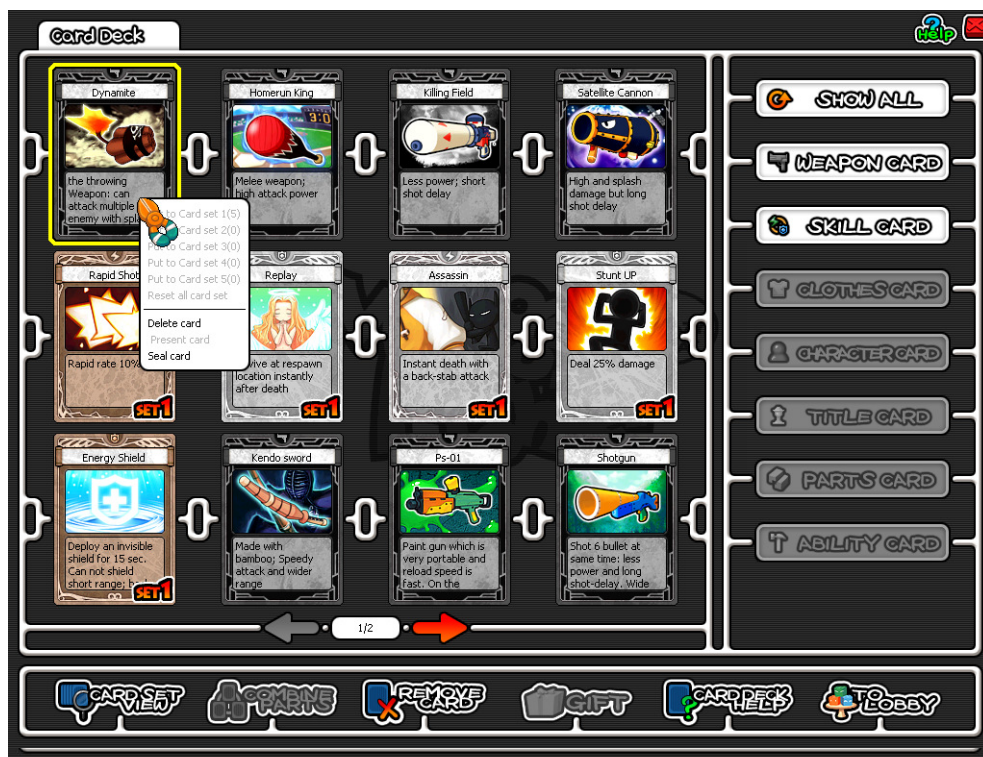 Card Deck
Help
Dynamite
Homerun King
Killing Field
Satellite Cannon
3:0
the throwing
Weapon: can
attack multiple
enemy with
Melee weapon;
high attack power
Less power; short
shot delay
High and splash
damage but long
shot delay
to Card set 1(5)
Card set 2(0)
Put to Card set 3(0)
Put to Card set 4(0)
Put to Card set 5(0)
Reset all card set
Delete card
Present card
Seal card
Rapid Shot
Replay
Assassin
Stunt UP
Rapid rate 10%
at respawn
location instantly
after death
Instant death with
a back-stab attack
Deal 25% damage
SET1
SET1
SET1
SET1
Energy Shield
Kendo sword
Ps-01
Shotgun
Deploy an invisible
shield for 15 sec.
Can not shield
short range;
SET1
Made with
bamboo; Speedy
attack and wider
range
Paint gun which is
very portable and
reload speed is
fast. On the
Shot 6 bullet at
same time: less
power and long
shot-delay. Wide
1/2
SHOW ALL
WEAPON CARD
SKILL CARD
CLOTHES CARD
CHARACTER CARD
TITLE CARD
PARTS CARD
ABILITY CARD
CARD SET
VIEW
COMBINE
PARTS
REMOVE
CARD
GIFT
CARD DECK
HELP
TO
LOBBY